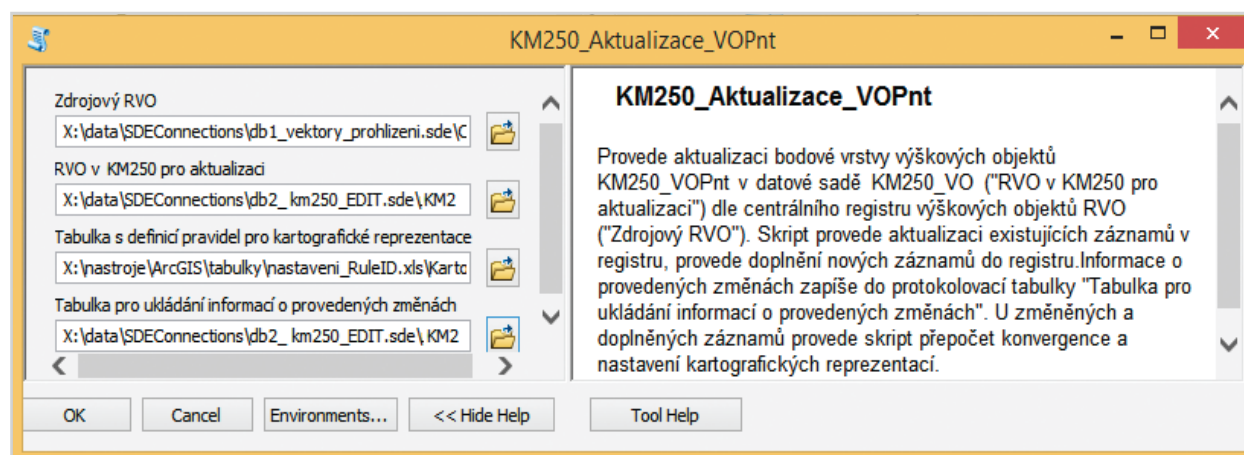 KM250_Aktualizace_VOPnt
Zdrojový RVO
X:\data\SDEConnections\db1_vektory_prohlizeni.sde\C
RVO v KM250 pro aktualizaci
X:\data\SDEConnections\db2_ km250_EDIT.sde\KM2
Tabulka s definicí pravidel pro kartografické reprezentace
X:\nastroje\ArcGIS\tabulky\nastaveni_RuleID.xls\Karto
Tabulka pro ukládání informací o provedených změnách
X:\data\SDEConnections\db2_ km250_EDIT.sde\ KM2
KM250_Aktualizace_VOPnt
Provede aktualizaci bodové vrstvy výškových objektů
KM250_VOPnt v datové sadě KM250_VO ("RVO v KM250 pro
aktualizaci") dle centrálního registru výškových objektů RVO
("Zdrojový RVO"). Skript provede aktualizaci existujících záznamů v
registru, provede doplnění nových záznamů do registru.Informace o
provedených změnách zapíše do protokolovací tabulky "Tabulka pro
ukládání informací o provedených změnách". U změněných a
doplněných záznamů provede skript přepočet konvergence a
nastavení kartografických reprezentací.
OK
Cancel
Environments...
<< Hide Help
Tool Help